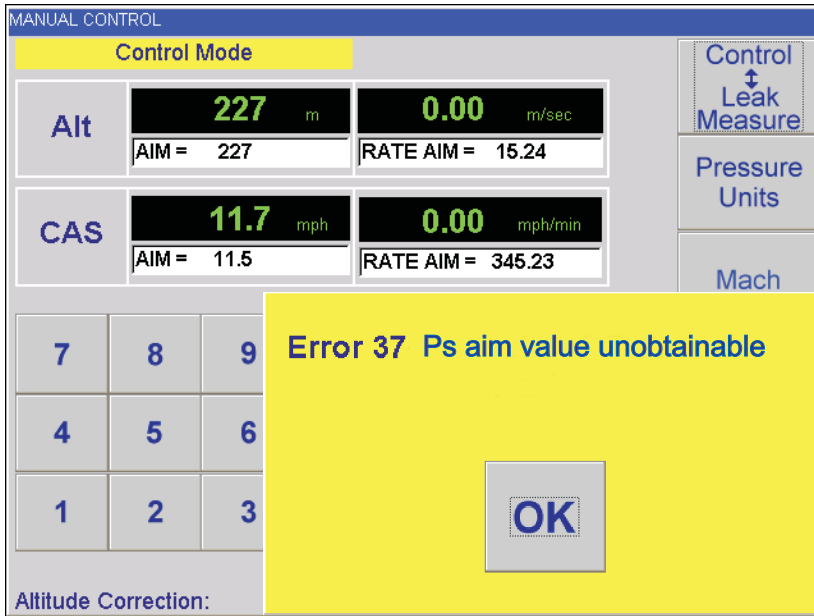 MANUAL CONTROL
Control Mode
Control
Leak
Measure
Alt
227 m
0.00 m/sec
AIM = 227
RATE AIM = 15.24
Pressure
Units
CAS
11.7 mph
0.00 mph/min
AIM = 11.5
RATE AIM = 345.23
Mach
7 8 9
Error 37 Ps aim value unobtainable
4 5 6
1 2 3
OK
Altitude Correction: